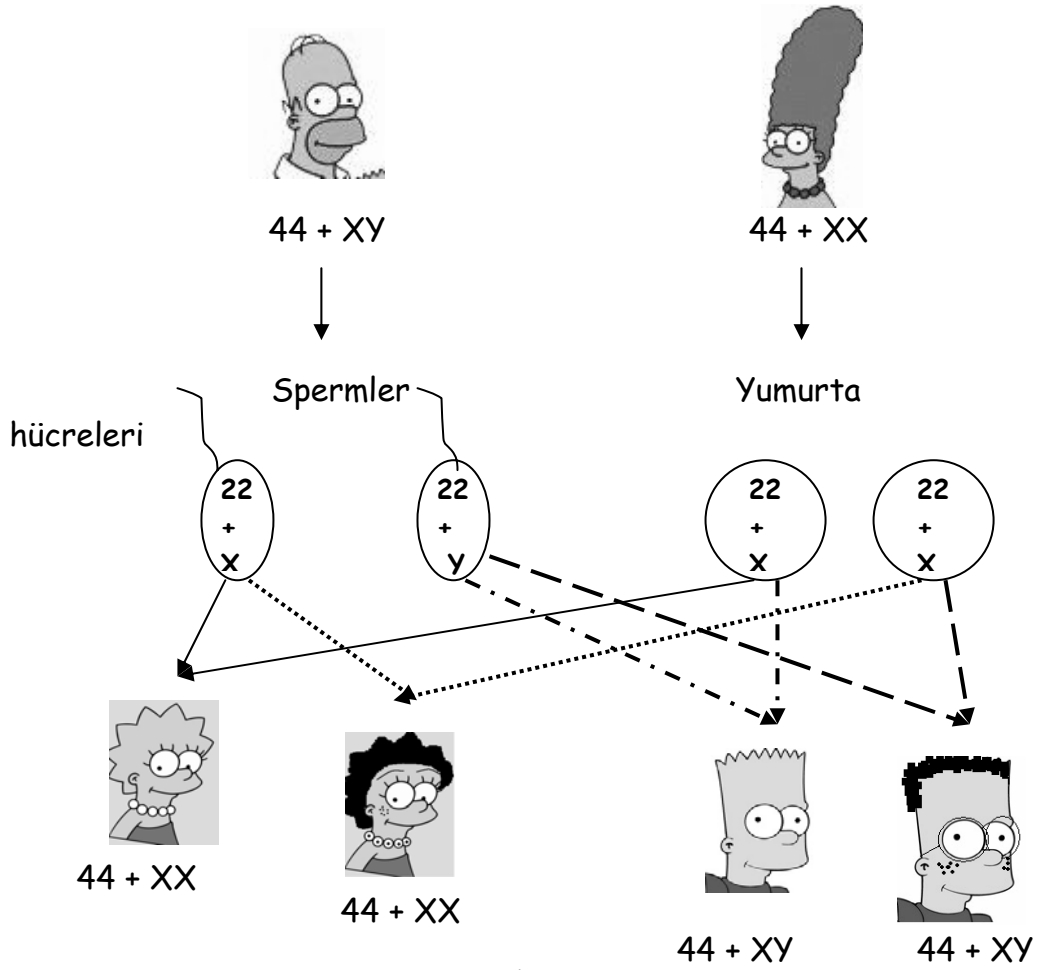 44 + XY
44 + XX
Spermler Yumurta
hücreleri
22 22 22 22
+ + + +
X Y X X
44 + XX
44 + XX
44 + XY 44 + XY